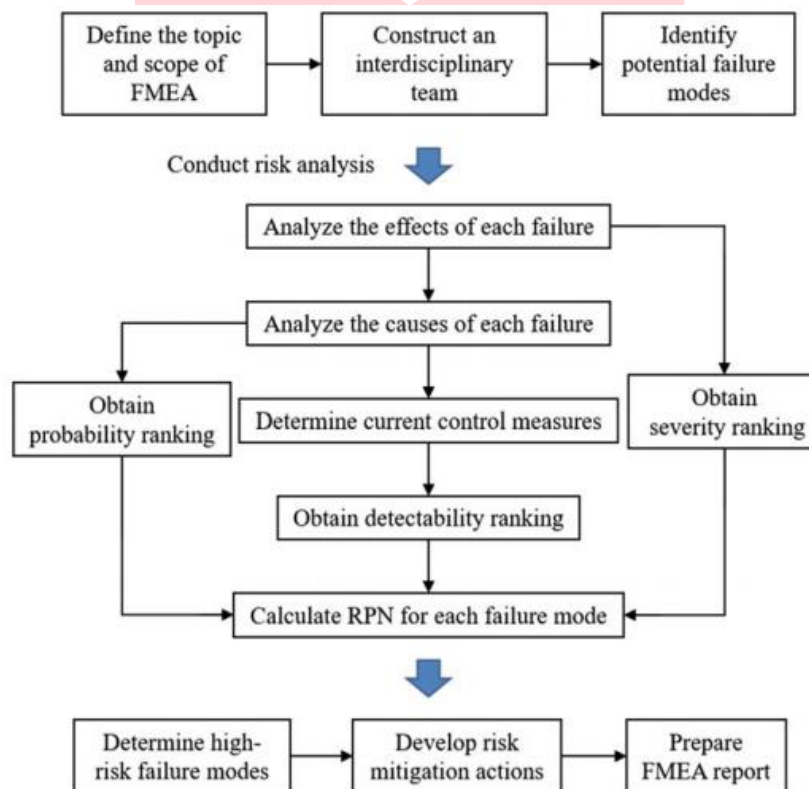 Define the topic
and scope of
FMEA
Construct an
interdisciplinary
team
Identify
potential failure
modes
Conduct risk analysis
Analyze the effects of each failure
Analyze the causes of each failure
Obtain
probability ranking
Determine current control measures
Obtain
severity ranking
Obtain detectability ranking
Calculate RPN for each failure mode
Determine high-
risk failure modes
Develop risk
mitigation actions
Prepare
FMEA report